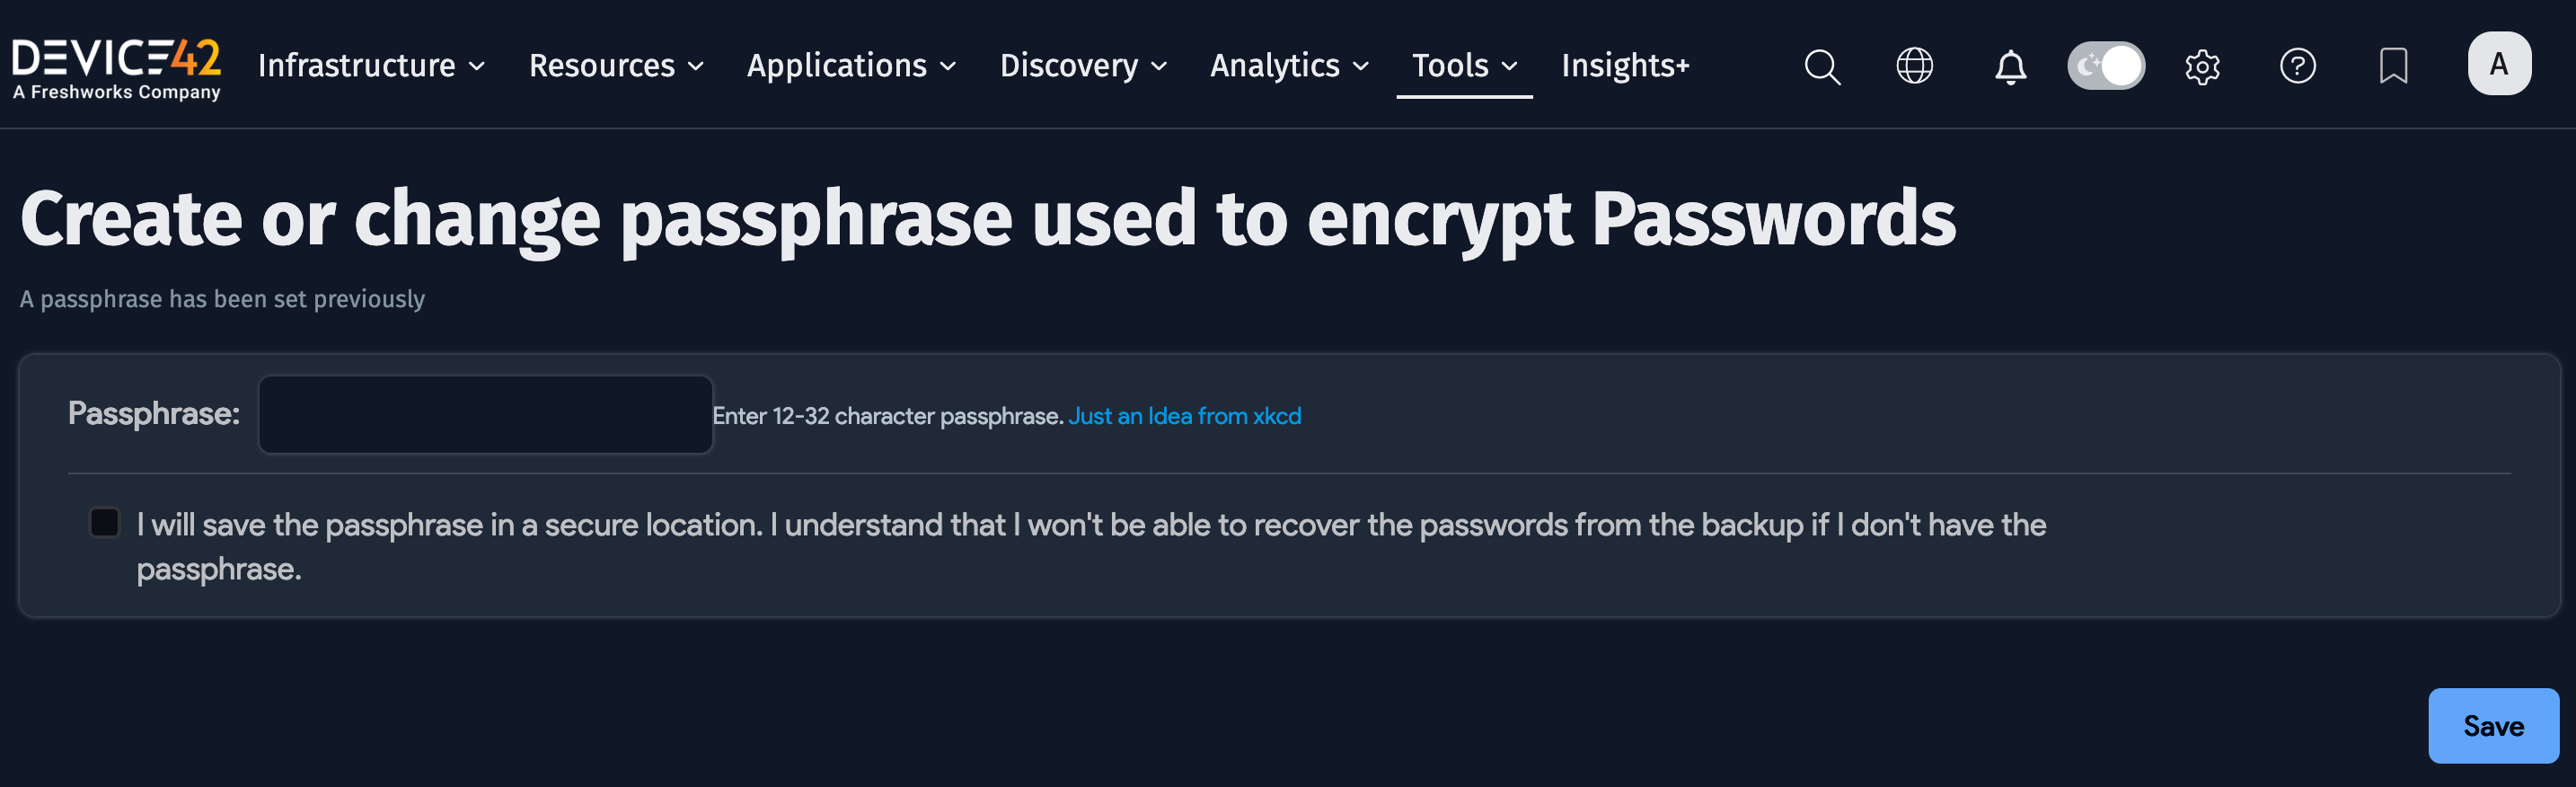 DEVICE42
A Freshworks Company
Infrastructure Resources Applications Discovery Analytics Tools Insights+
A
Create or change passphrase used to encrypt Passwords
A passphrase has been set previously
Passphrase: Enter 12-32 character passphrase. Just an Idea from xkcd
I will save the passphrase in a secure location. I understand that I won't be able to recover the passwords from the backup if I don't have the
passphrase.
Save